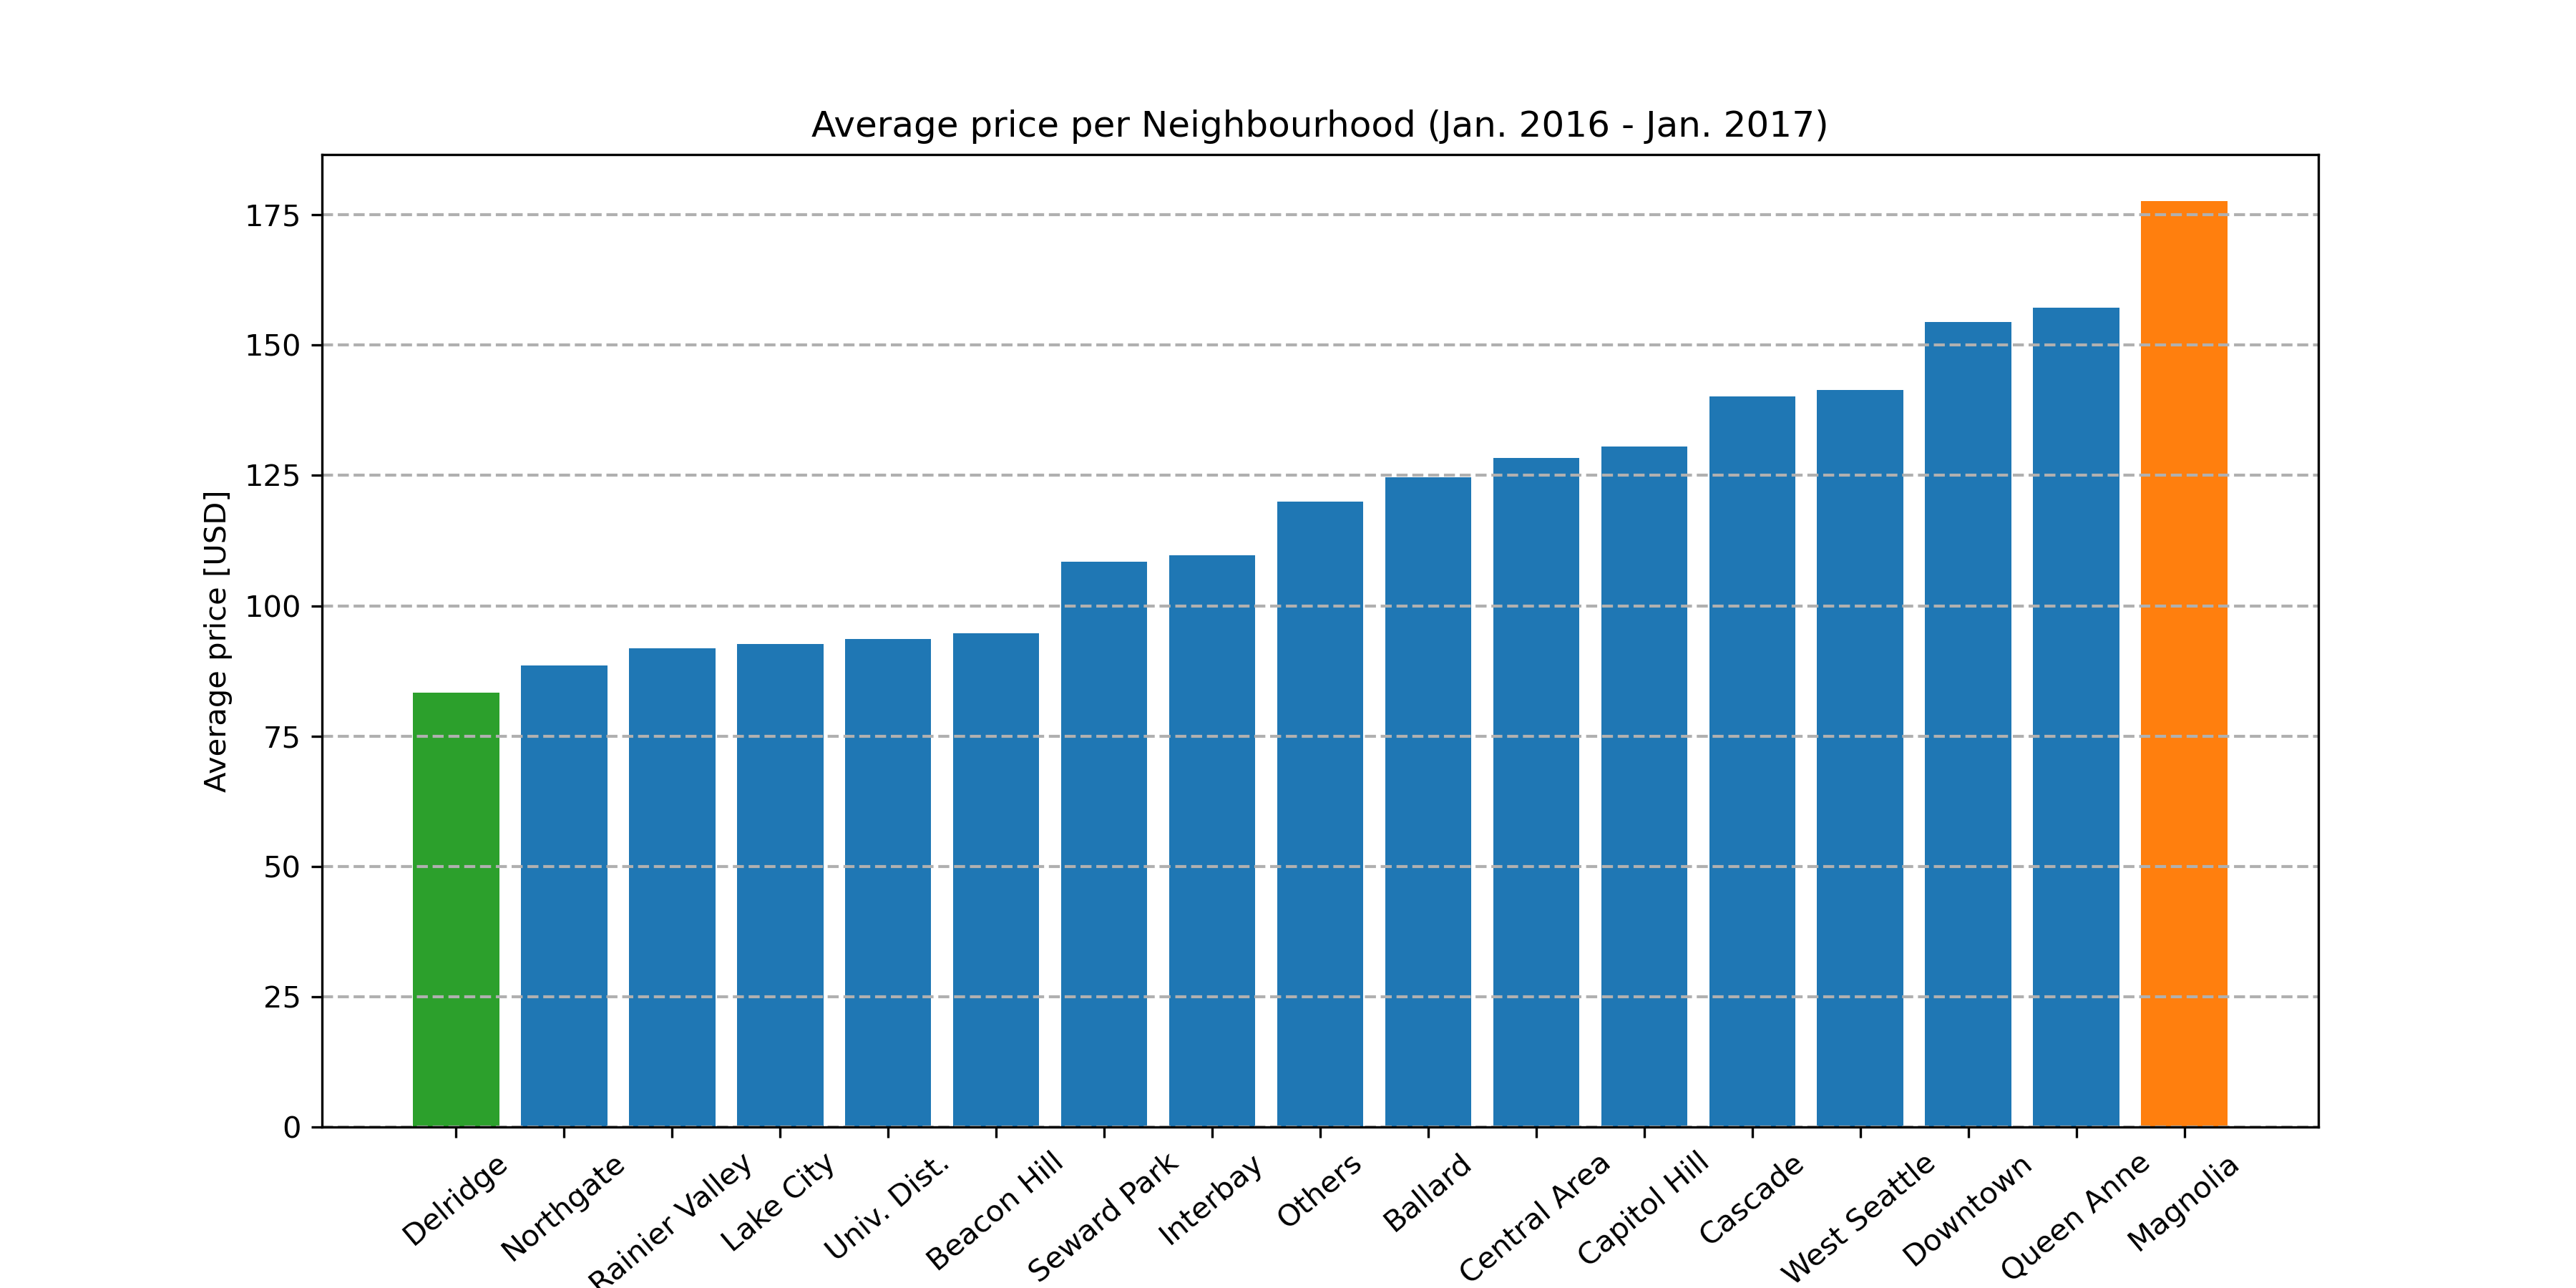 Average price per Neighbourhood (Jan. 2016 - Jan. 2017)
Average price [USD]
175
150
125
100
75
50
25
0
Delridge
Northgate
Rainier Valley
Lake City
Univ. Dist.
Beacon Hill
Seward Park
Interbay
Others
Ballard
Central Area
Capitol Hill
Cascade
West Seattle
Downtown
Queen Anne
Magnolia